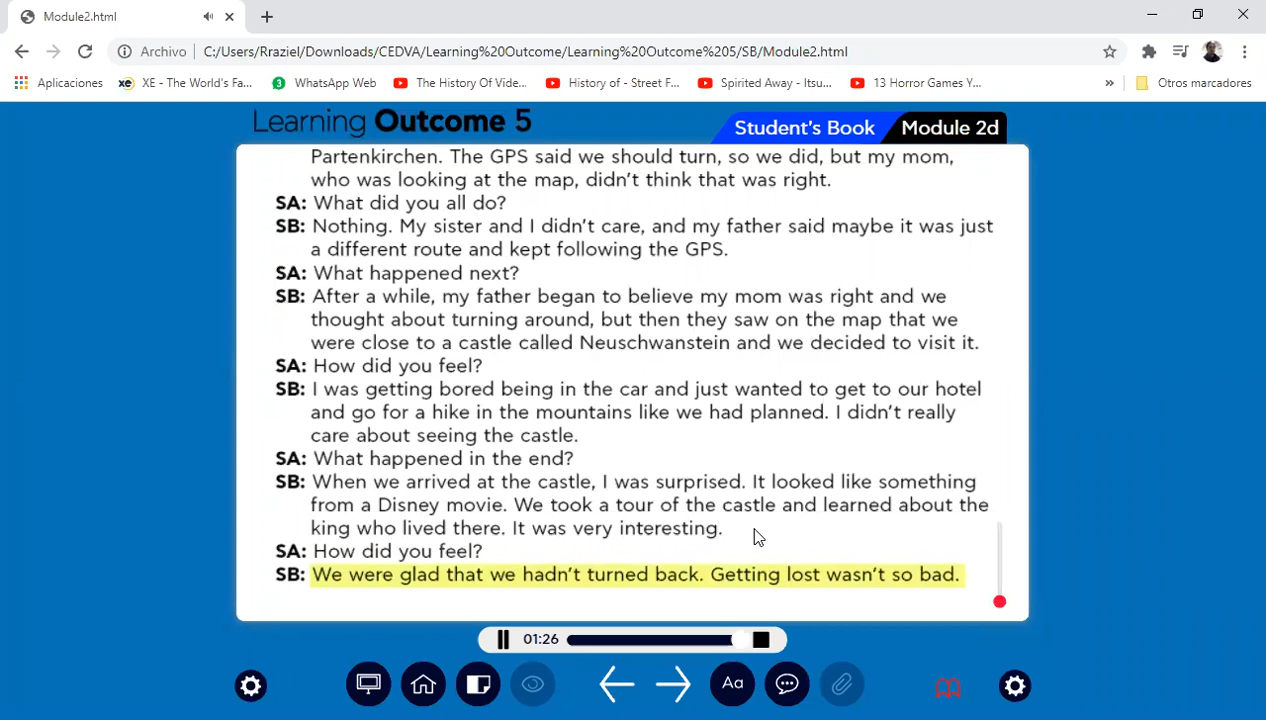 Module2.html
Archivo
C:/Users/Rraziel/Downloads/CEDVA/Learning%20Outcome/Learning%20Outcome%205/SB/Module2.html
Aplicaciones
XE - The World's Fa...
3
WhatsApp Web
The History Of Vide...
History of - Street F...
Spirited Away - Itsu...
13 Horror Games Y...
»
Otros marcadores
Learning Outcome 5
Student's Book
Module 2d
Partenkirchen. The GPS said we should turn, so we did, but my mom,
who was looking at the map, didn't think that was right.
SA: What did you all do?
SB: Nothing. My sister and I didn't care, and my father said maybe it was just
a different route and kept following the GPS.
SA: What happened next?
SB: After a while, my father began to believe my mom was right and we
thought about turning around, but then they saw on the map that we
were close to a castle called Neuschwanstein and we decided to visit it.
SA: How did you feel?
SB: I was getting bored being in the car and just wanted to get to our hotel
and go for a hike in the mountains like we had planned. I didn't really
care about seeing the castle.
SA: What happened in the end?
SB: When we arrived at the castle, I was surprised. It looked like something
from a Disney movie. We took a tour of the castle and learned about the
king who lived there. It was very interesting.
SA: How did you feel?
SB: We were glad that we hadn't turned back. Getting lost wasn't so bad.
01:26
Aa